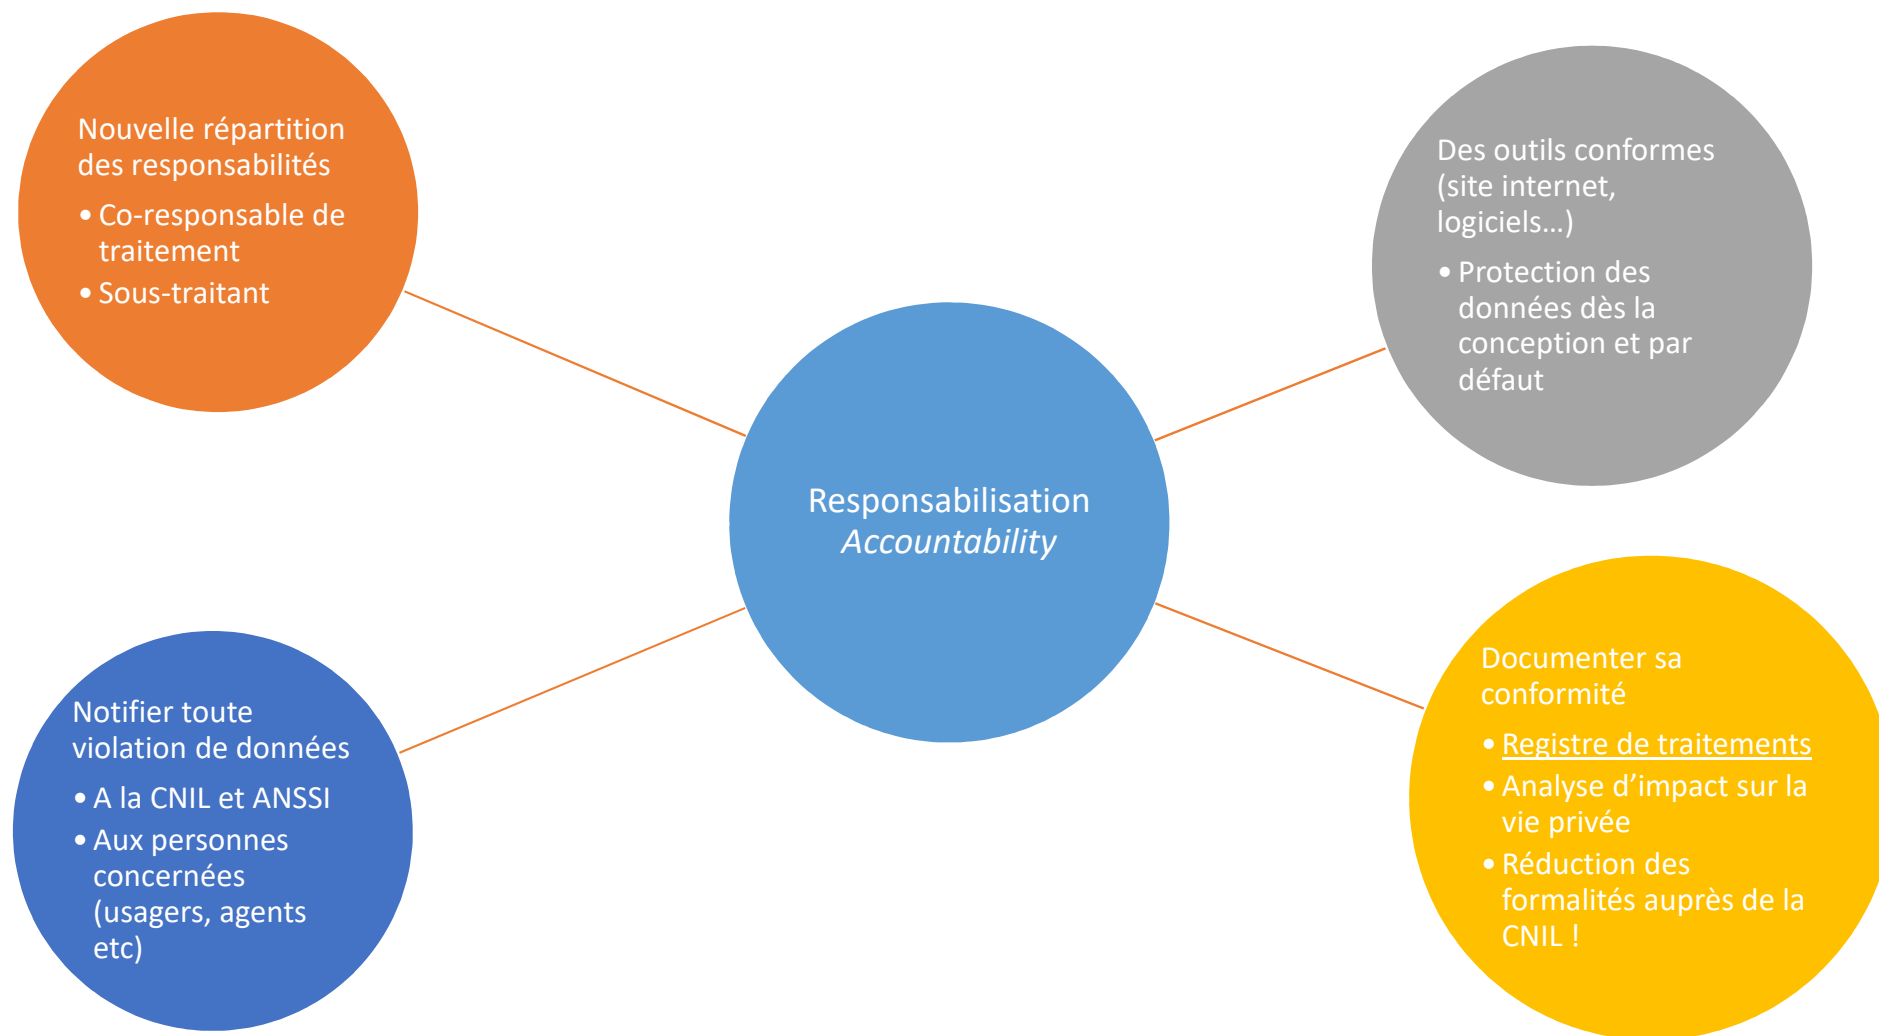 Nouvelle répartition
des responsabilités
• Co-responsable de
traitement
• Sous-traitant
Des outils conformes
(site internet,
logiciels…)
• Protection des
données dès la
conception et par
défaut
Responsabilisation
Accountability
Notifier toute
violation de données
• A la CNIL et ANSSI
• Aux personnes
concernées
(usagers, agents
etc)
Documenter sa
conformité
• Registre de traitements
• Analyse d’impact sur la
vie privée
• Réduction des
formalités auprès de la
CNIL !